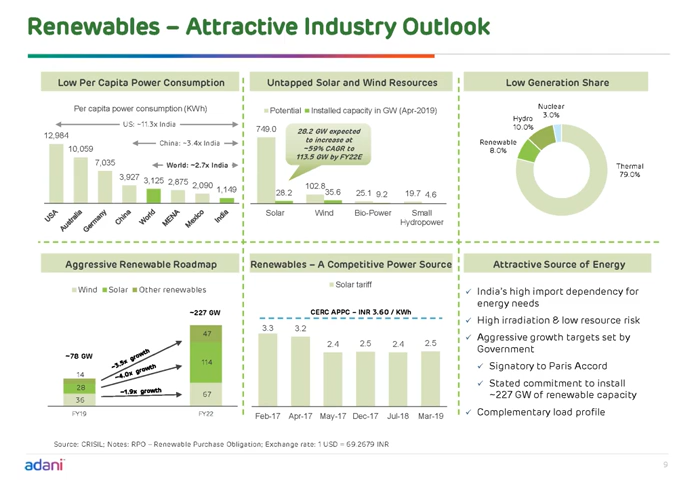 Renewables – Attractive Industry Outlook
Low Per Capita Power Consumption
Per capita power consumption (KWh)
US: ~11.3x India
China: ~3.4x India
World: ~2.7x India
12,984
10,059
7,035
3,927
3,125
2,875
2,090
1,149
USA
Australia
Germany
China
World
MENA
Mexico
India
Untapped Solar and Wind Resources
Potential Installed capacity in GW (Apr-2019)
28.2 GW expected
to increase at
~59% CAGR to
113.5 GW by FY22E
749.0
28.2
102.8
35.6
25.1
9.2
19.7
4.6
Solar
Wind
Bio-Power
Small
Hydropower
Low Generation Share
Nuclear
3.0%
Hydro
10.0%
Renewable
8.0%
Thermal
79.0%
Aggressive Renewable Roadmap
Wind Solar Other renewables
~227 GW
~78 GW
47
114
67
14
28
36
~3.5x growth
~4.0x growth
~1.9x growth
FY19
FY22
Renewables – A Competitive Power Source
Solar tariff
CERC APPC – INR 3.60 / KWh
3.3
3.2
2.4
2.5
2.4
2.5
Feb-17
Apr-17
May-17
Dec-17
Jul-18
Mar-19
Attractive Source of Energy
✓ India's high import dependency for
energy needs
✓ High irradiation & low resource risk
✓ Aggressive growth targets set by
Government
✓ Signatory to Paris Accord
✓ Stated commitment to install
~227 GW of renewable capacity
✓ Complementary load profile
Source: CRISIL; Notes: RPO – Renewable Purchase Obligation; Exchange rate: 1 USD = 69.2679 INR
adani
9